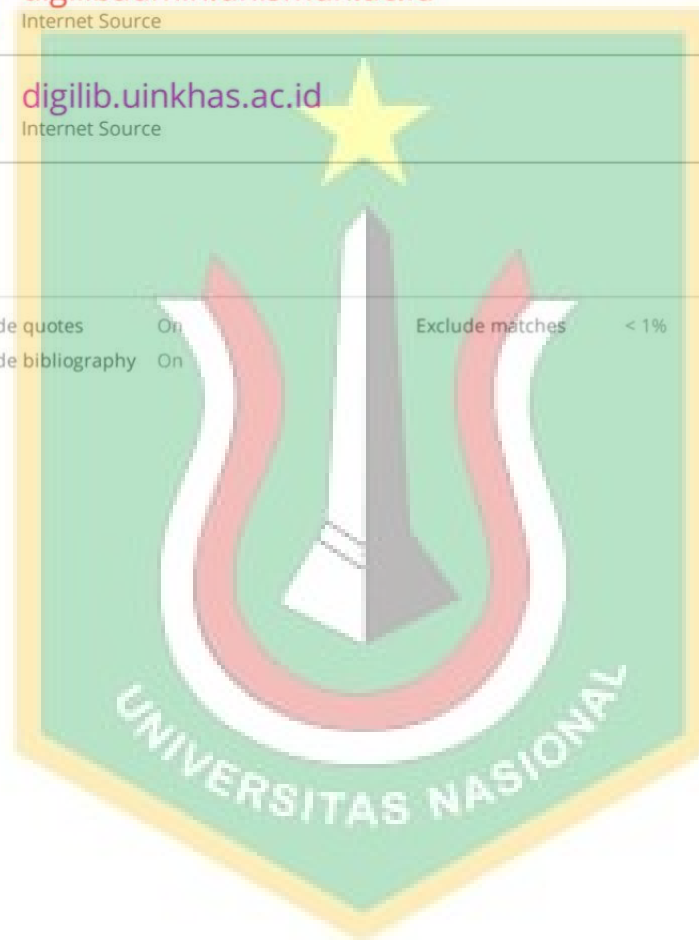 Internet Source
digilib.uinkhas.ac.id
Internet Source
de quotes On Exclude matches < 1%
de bibliography On
UNIVERSITAS NASIONAL